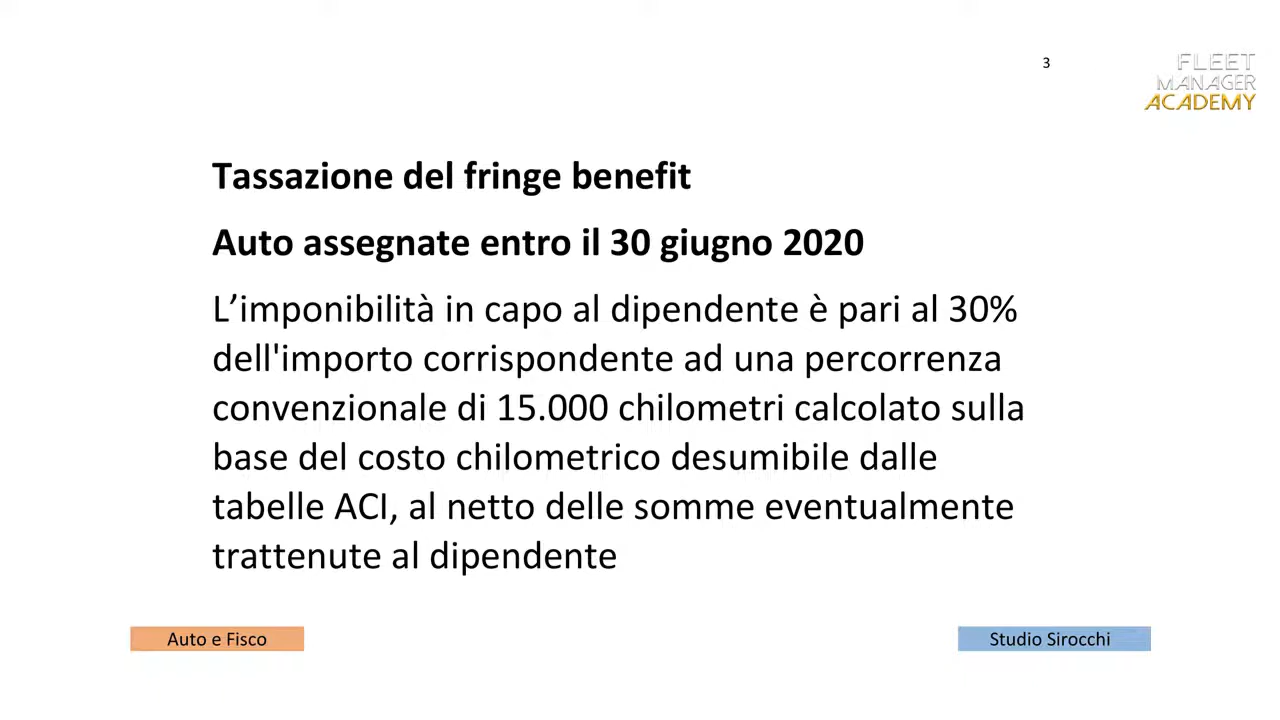 3
FLEET
MANAGER
ACADEMY
Tassazione del fringe benefit
Auto assegnate entro il 30 giugno 2020
L’imponibilità in capo al dipendente è pari al 30%
dell'importo corrispondente ad una percorrenza
convenzionale di 15.000 chilometri calcolato sulla
base del costo chilometrico desumibile dalle
tabelle ACI, al netto delle somme eventualmente
trattenute al dipendente
Auto e Fisco
Studio Sirocchi